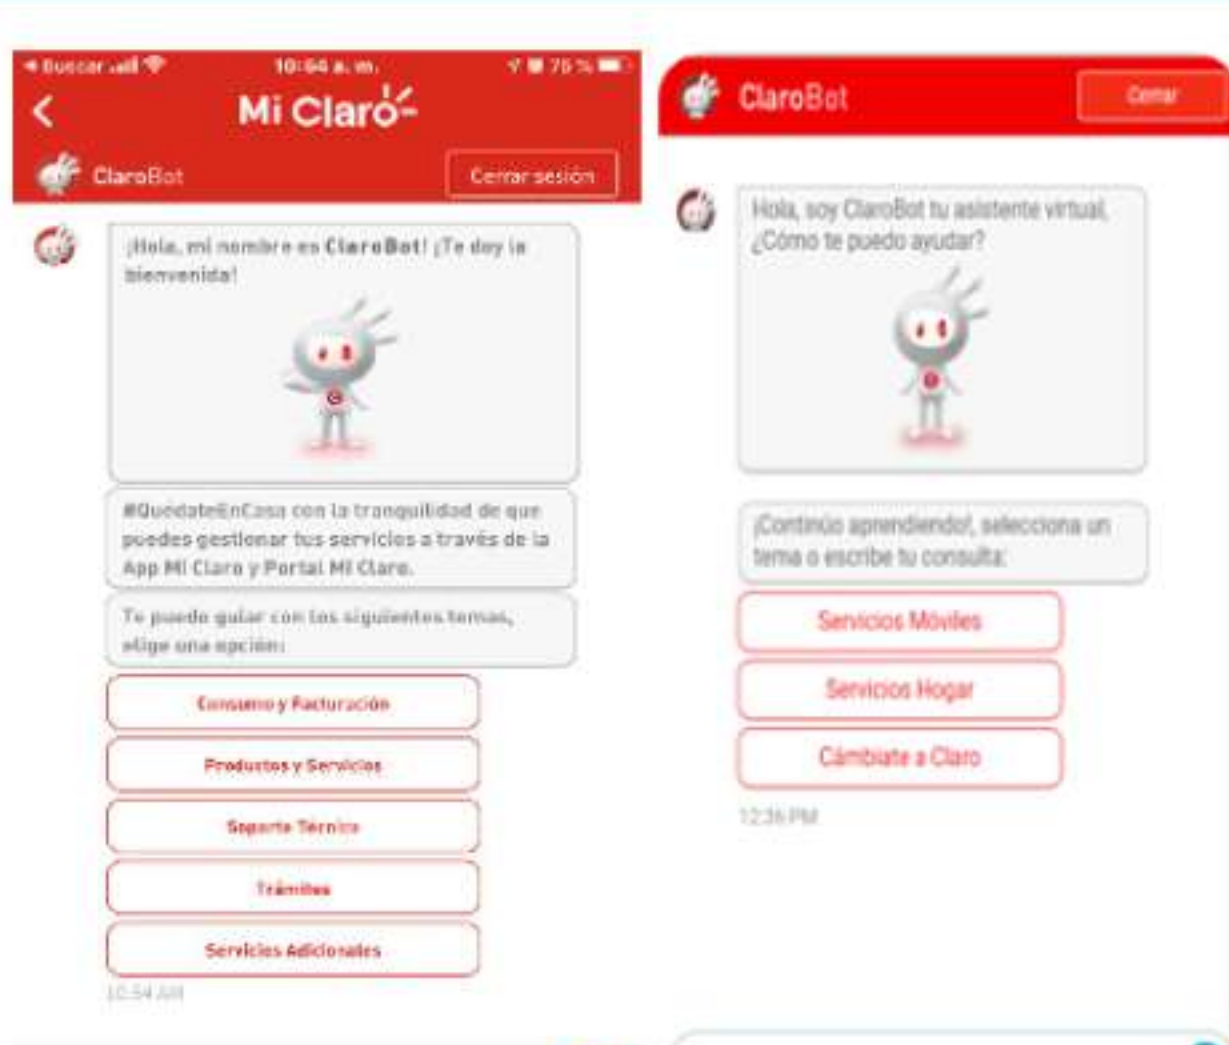 Buscar
10:54 a. m.
75 %
Mi Claro
ClaroBot
Cerrar sesión
¡Hola, mi nombre es ClaroBot! ¡Te doy la
bienvenida!
#QuédateEnCasa con la tranquilidad de que
puedes gestionar tus servicios a través de la
App Mi Claro y Portal Mi Claro.
Te puedo guiar con los siguientes temas,
elige una opción:
Consumo y Facturación
Productos y Servicios
Soporte Técnico
Trámites
Servicios Adicionales
10:54 AM
ClaroBot
Cerrar
Hola, soy ClaroBot tu asistente virtual,
¿Cómo te puedo ayudar?
¡Continúo aprendiendo!, selecciona un
tema o escribe tu consulta:
Servicios Móviles
Servicios Hogar
Cámbiate a Claro
12:36 PM